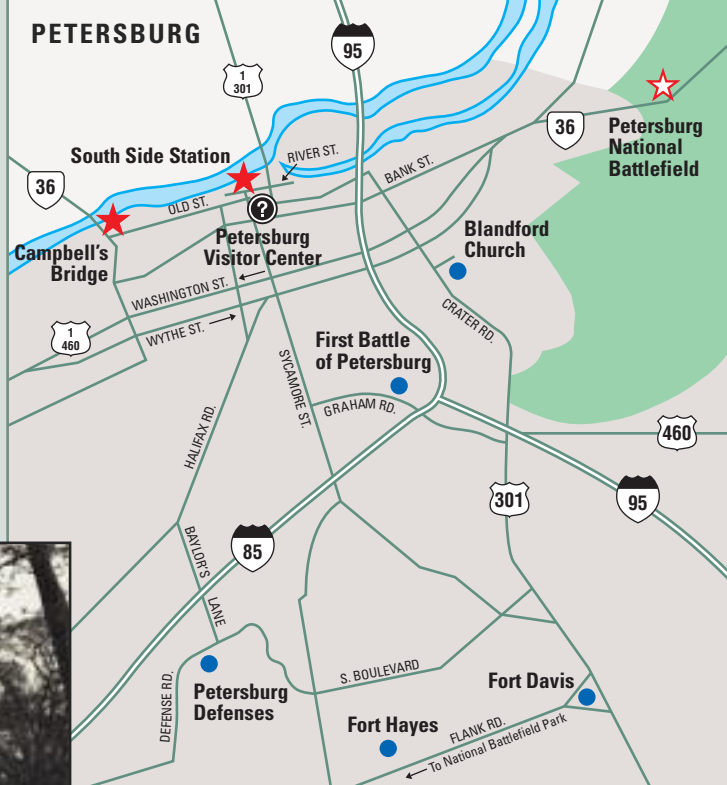 PETERSBURG
95
1
301
36
Petersburg
National
Battlefield
South Side Station
RIVER ST.
BANK ST.
36
OLD ST.
?
Petersburg
Visitor Center
Campbell's
Bridge
Blandford
Church
WASHINGTON ST.
WYTHE ST.
1
460
CRATER RD.
First Battle
of Petersburg
SYCAMORE ST.
GRAHAM RD.
HALIFAX RD.
460
301
95
85
BAYLOR'S
LANE
S. BOULEVARD
DEFENSE RD.
Petersburg
Defenses
Fort Davis
Fort Hayes
FLANK RD.
To National Battlefield Park